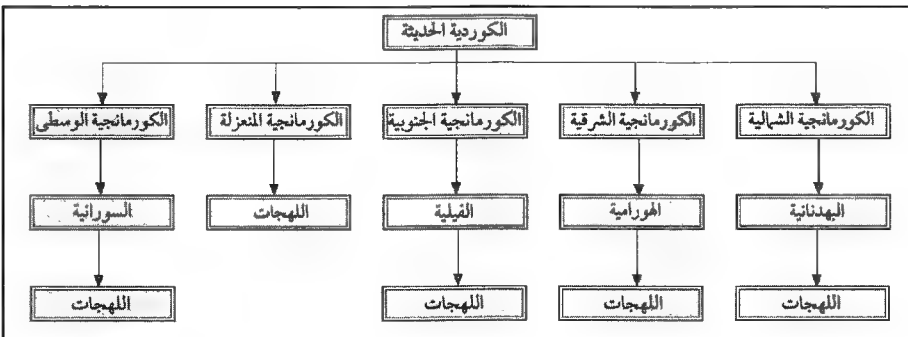 الكوردية الحديثة
الكورمانجية الشمالية
الكورمانجية الشرقية
الكورمانجية الجنوبية
الكورمانجية المنعزلة
الكورمانجية الوسطى
البهدنانية
الهورامية
الفيلية
اللهجات
السورانية
اللهجات
اللهجات
اللهجات
اللهجات